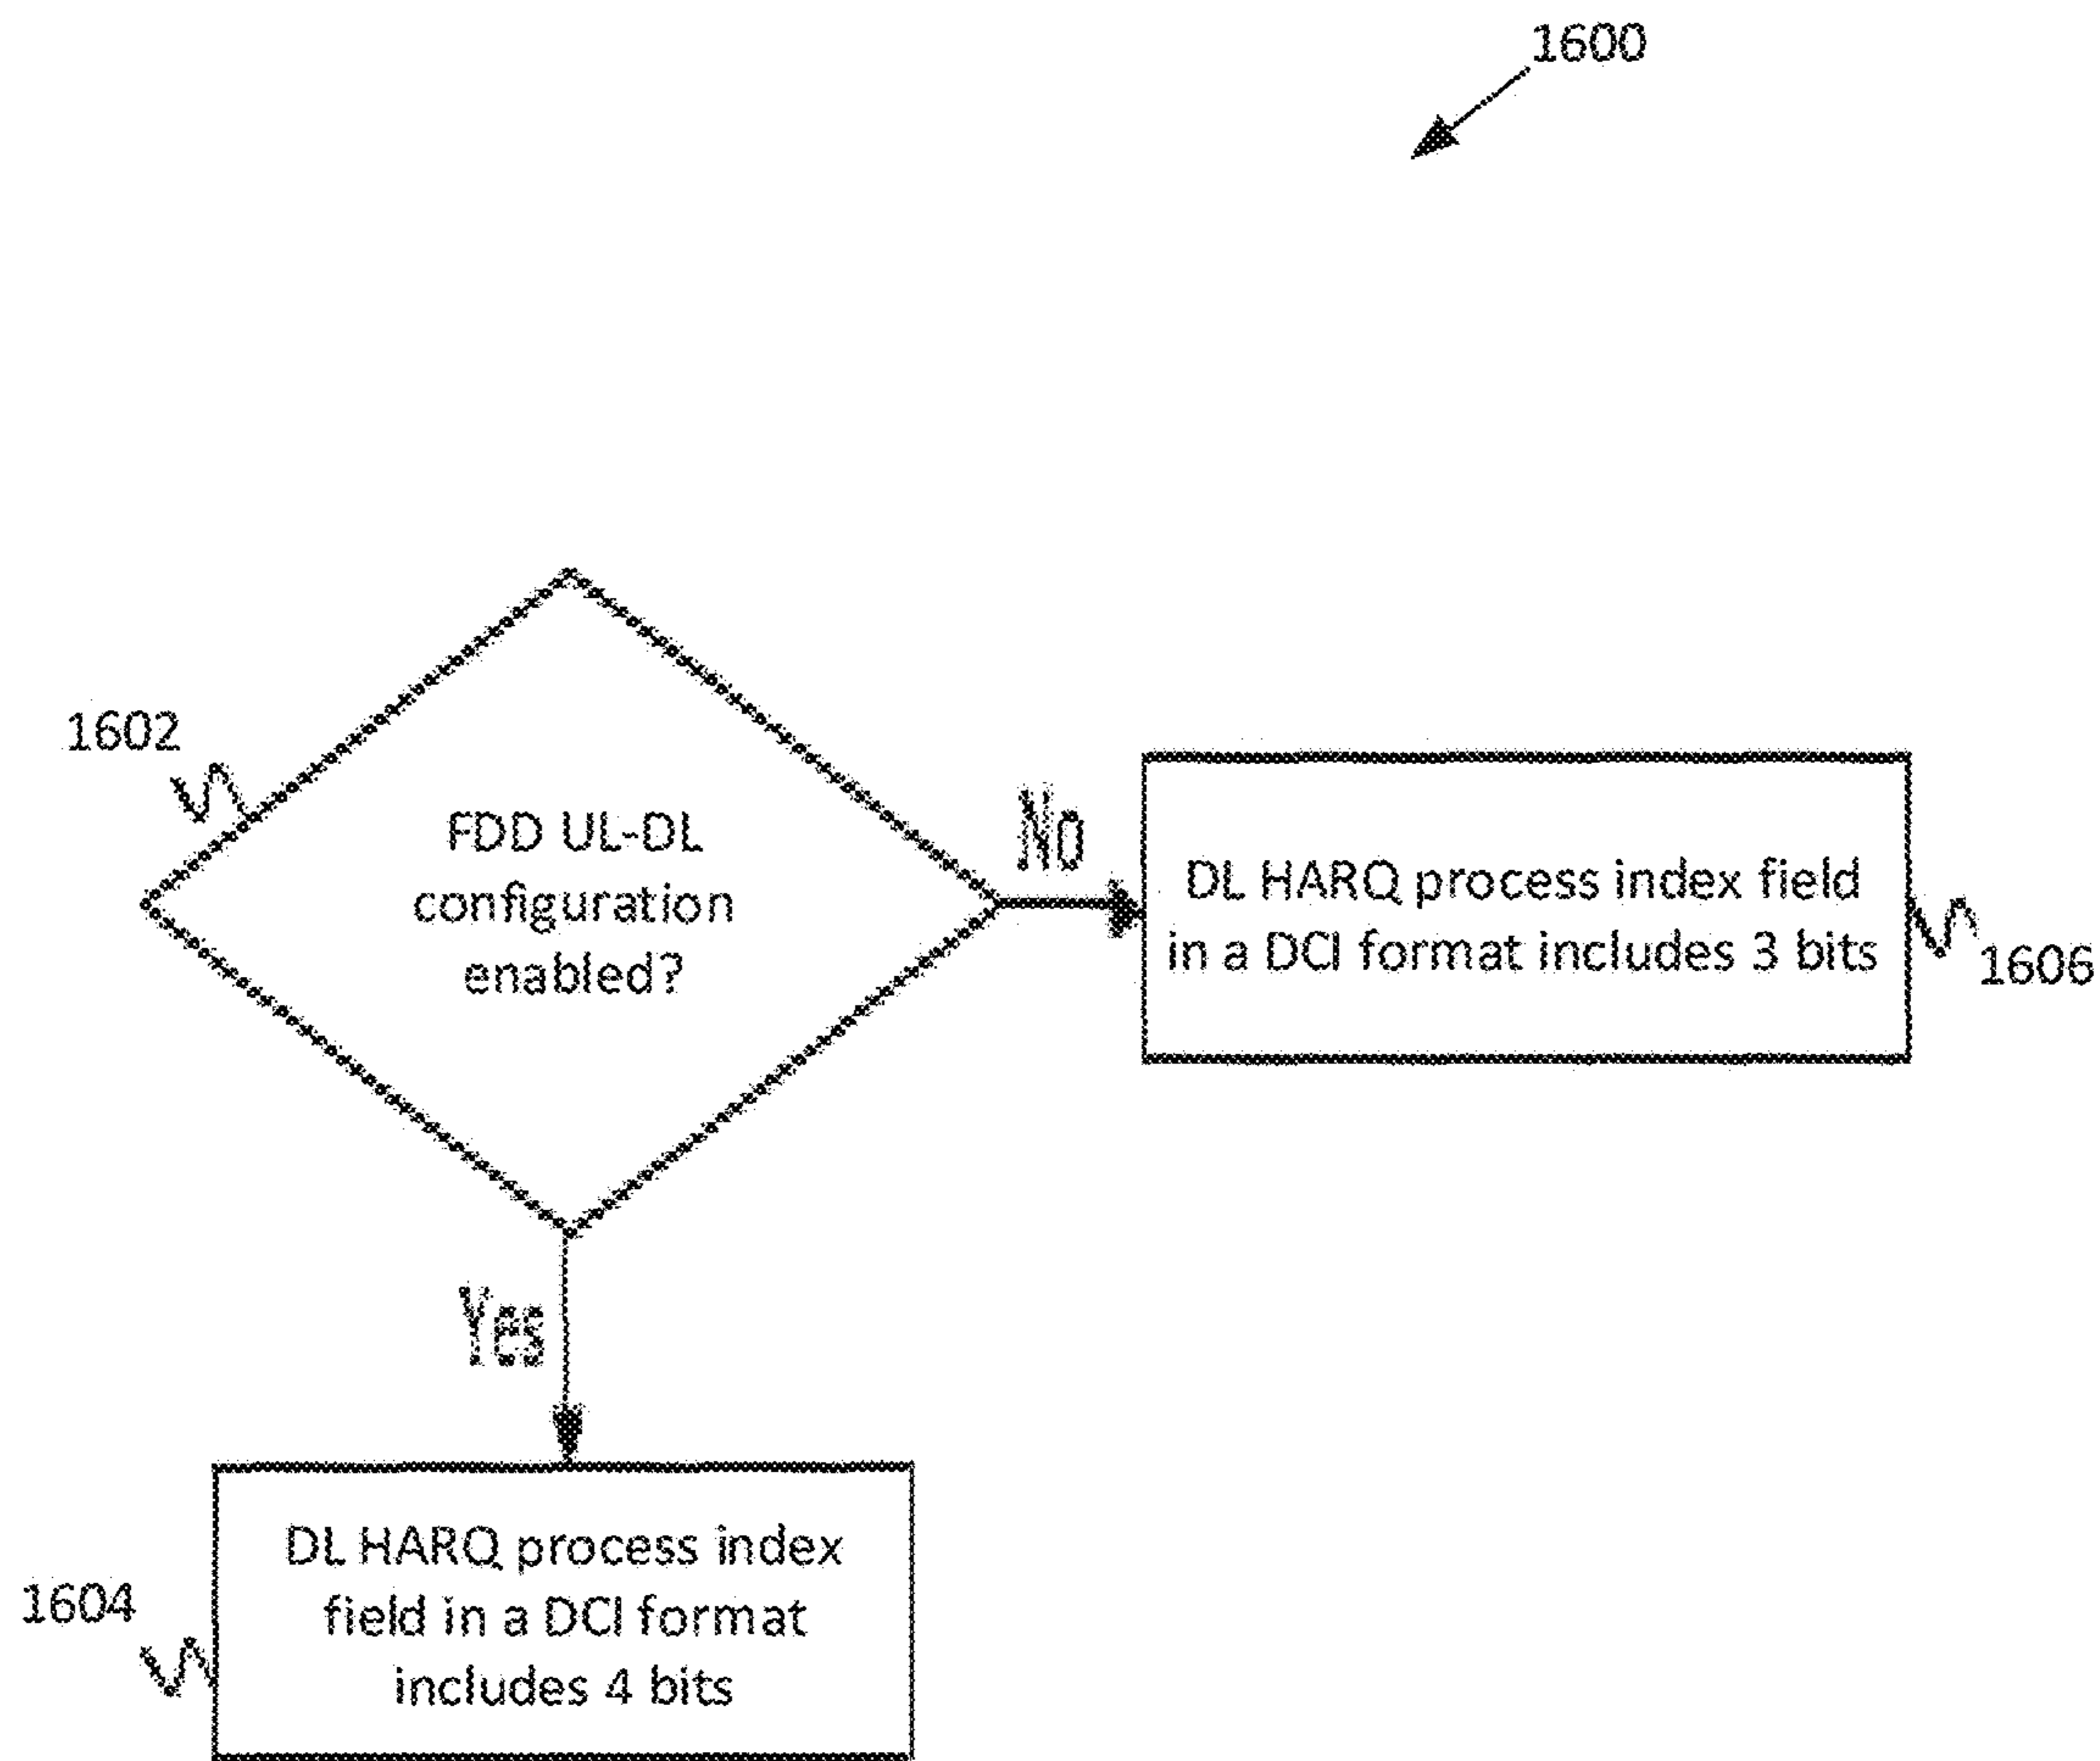 1600
1602
FDD UL-DL
configuration
enabled?
No
DL HARQ process index field
in a DCI format includes 3 bits
1606
Yes
DL HARQ process index
field in a DCI format
includes 4 bits
1604